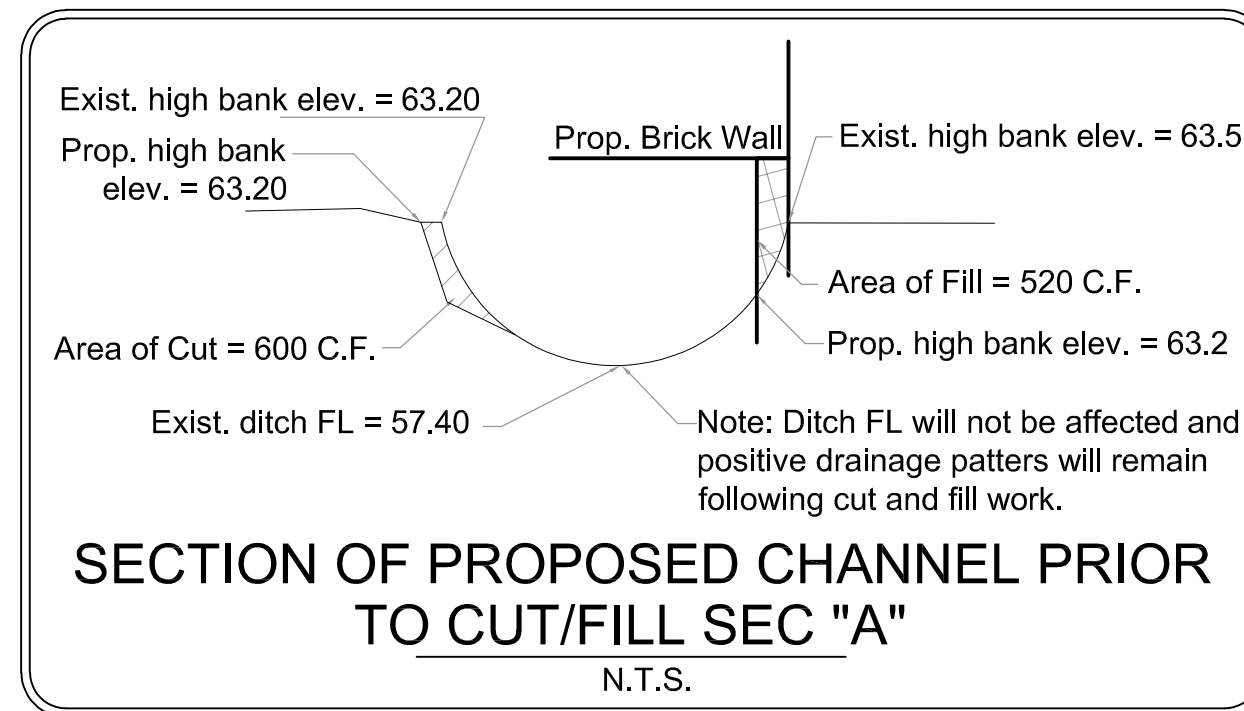 Exist. high bank elev. = 63.20
Prop. high bank
elev. = 63.20
Prop. Brick Wall
Exist. high bank elev. = 63.5
Area of Fill = 520 C.F.
Prop. high bank elev. = 63.2
Area of Cut = 600 C.F.
Exist. ditch FL = 57.40
Note: Ditch FL will not be affected and
positive drainage patters will remain
following cut and fill work.
SECTION OF PROPOSED CHANNEL PRIOR
TO CUT/FILL SEC "A"
N.T.S.